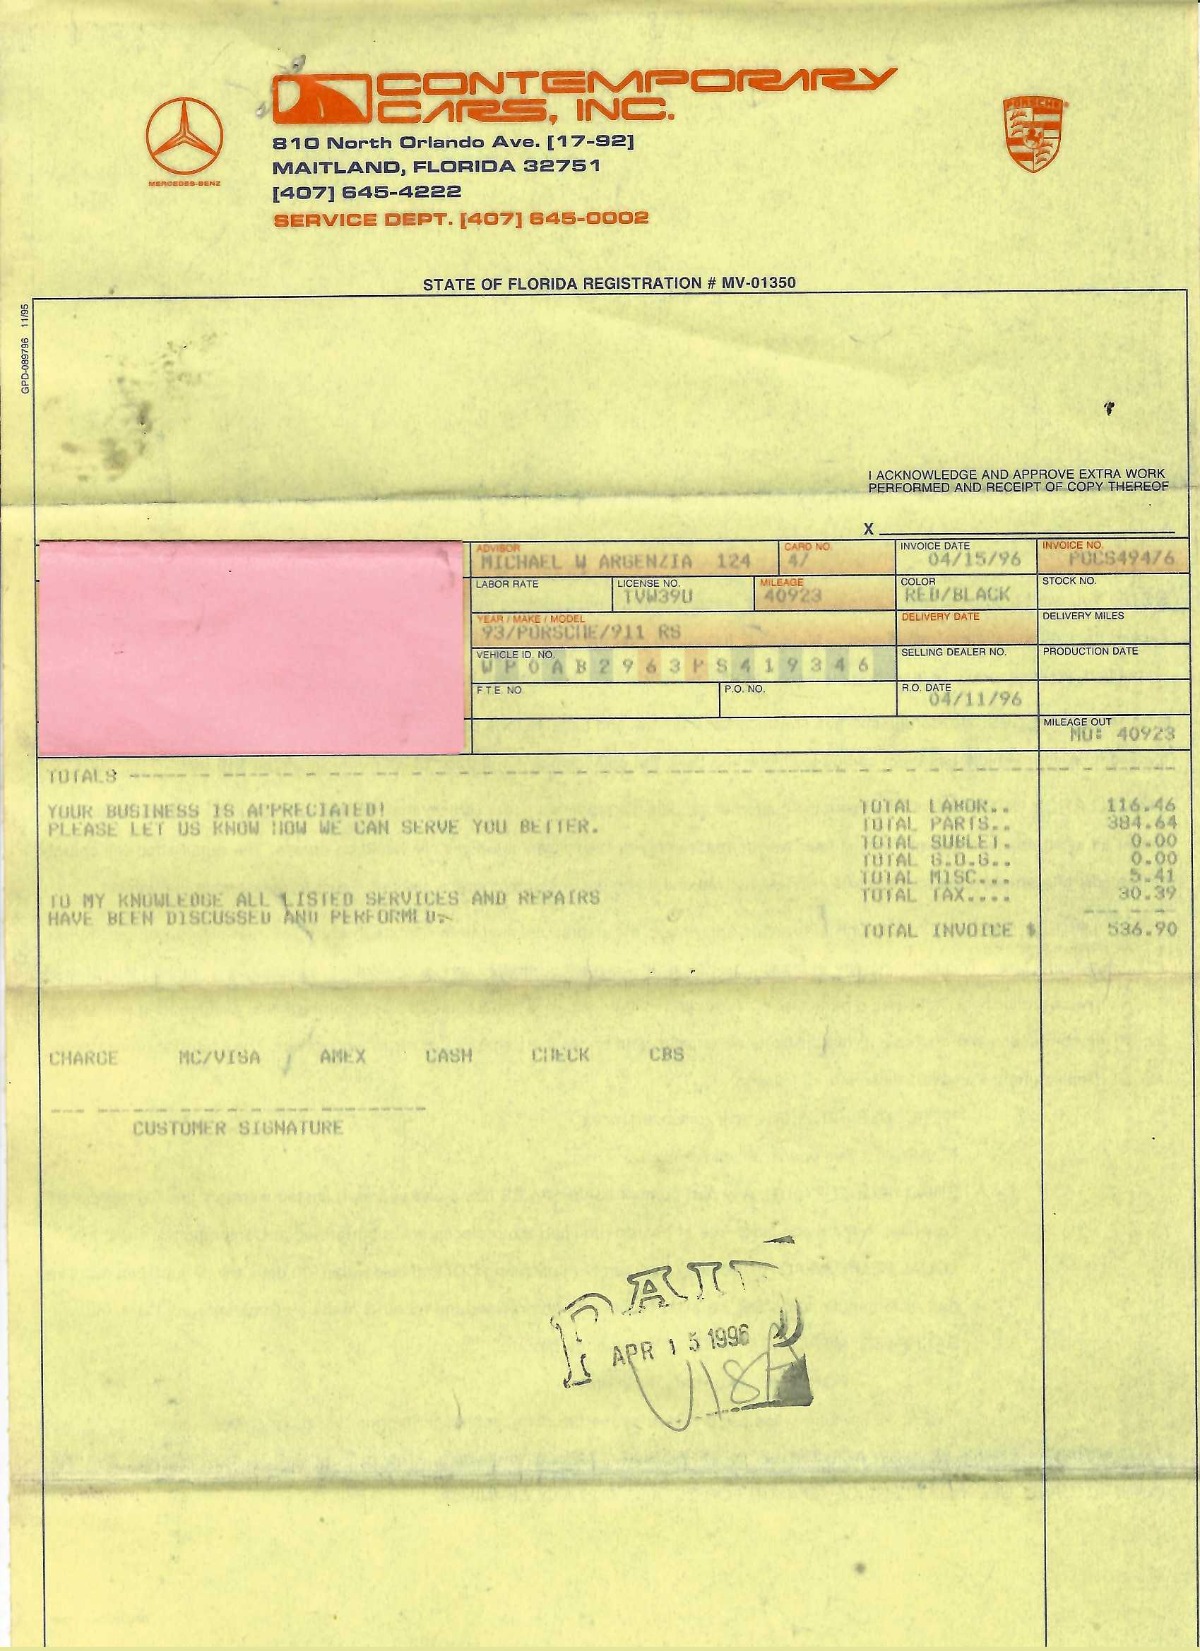 CONTEMPORARY
CARS, INC.
MERCEDES-BENZ
PORSCHE
810 North Orlando Ave. [17-92]
MAITLAND, FLORIDA 32751
[407] 645-4222
SERVICE DEPT. [407] 645-0002
STATE OF FLORIDA REGISTRATION # MV-01350
GPD-089796 11/95
I ACKNOWLEDGE AND APPROVE EXTRA WORK
PERFORMED AND RECEIPT OF COPY THEREOF
X
ADVISOR CARD NO. INVOICE DATE INVOICE NO.
MICHAEL W ARGENZIA 124 47 04/15/96 POCS49476
LABOR RATE LICENSE NO. MILEAGE COLOR STOCK NO.
TVW39U 40923 RED/BLACK
YEAR / MAKE / MODEL DELIVERY DATE DELIVERY MILES
93/PORSCHE/911 RS
VEHICLE ID. NO. SELLING DEALER NO. PRODUCTION DATE
WP0AB2963PS419346
F.T.E. NO P.O. NO. R.O. DATE
04/11/96
MILEAGE OUT
MO: 40923
TOTALS
YOUR BUSINESS IS APPRECIATED! TOTAL LABOR.. 116.46
PLEASE LET US KNOW HOW WE CAN SERVE YOU BETTER. TOTAL PARTS.. 384.64
TOTAL SUBLET. 0.00
TOTAL G.O.G.. 0.00
TOTAL MISC... 5.41
TO MY KNOWLEDGE ALL LISTED SERVICES AND REPAIRS TOTAL TAX.... 30.39
HAVE BEEN DISCUSSED AND PERFORMED.
TOTAL INVOICE $ 536.90
CHARGE MC/VISA AMEX CASH CHECK CBS
CUSTOMER SIGNATURE
PAID
APR 15 1996
VISA